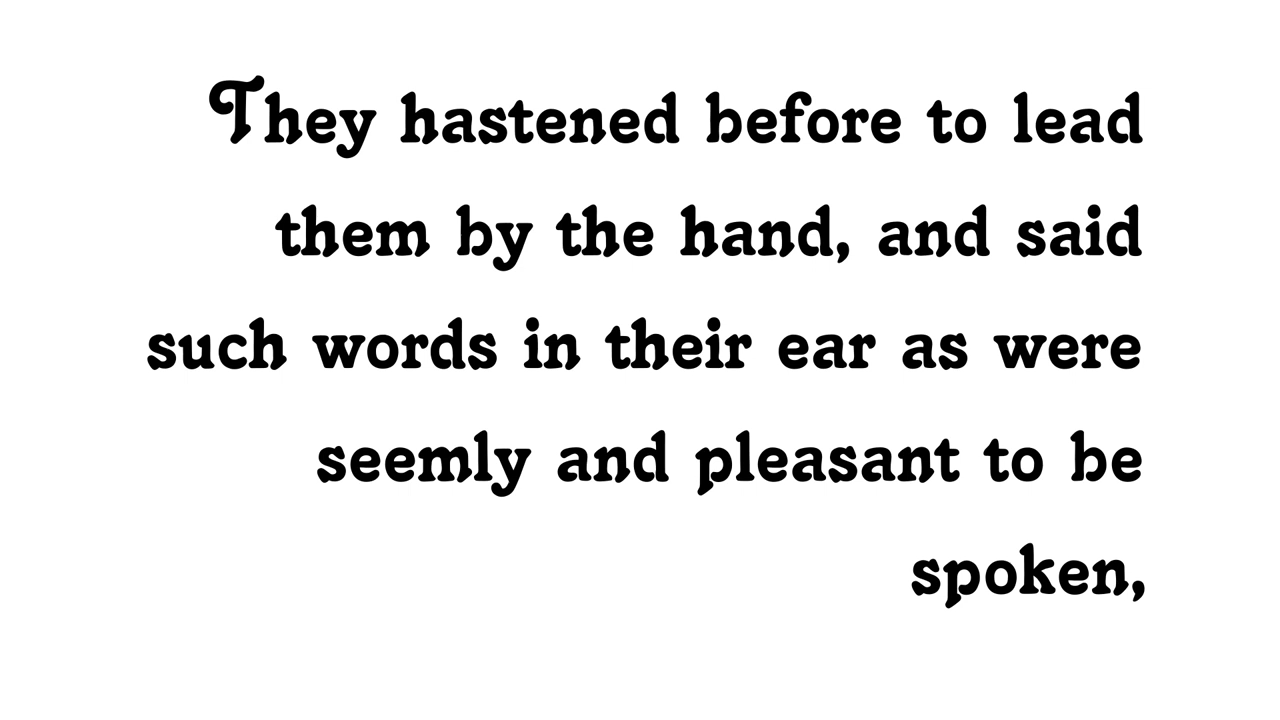 They hastened before to lead
them by the hand, and said
such words in their ear as were
seemly and pleasant to be
spoken,